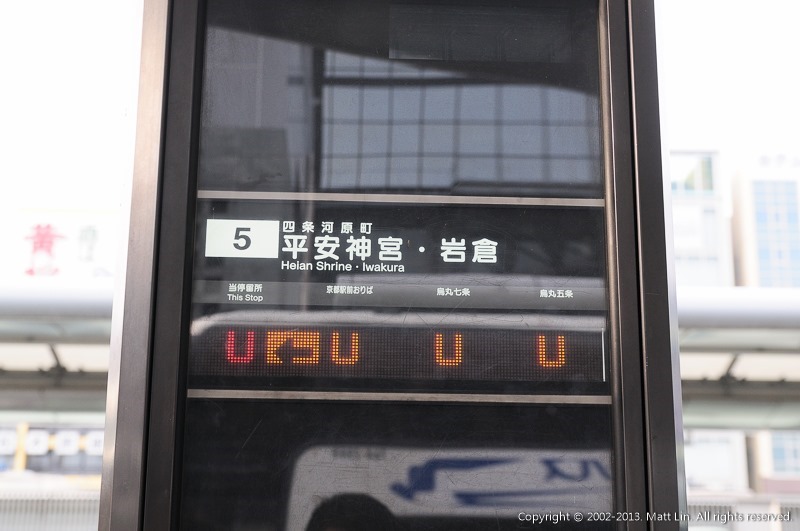 5
四条河原町
平安神宮・岩倉
Heian Shrine・Iwakura
当停留所
This Stop
京都駅前おりば
烏丸七条
烏丸五条
黄
Copyright © 2002-2013. Matt Lin All rights reserved